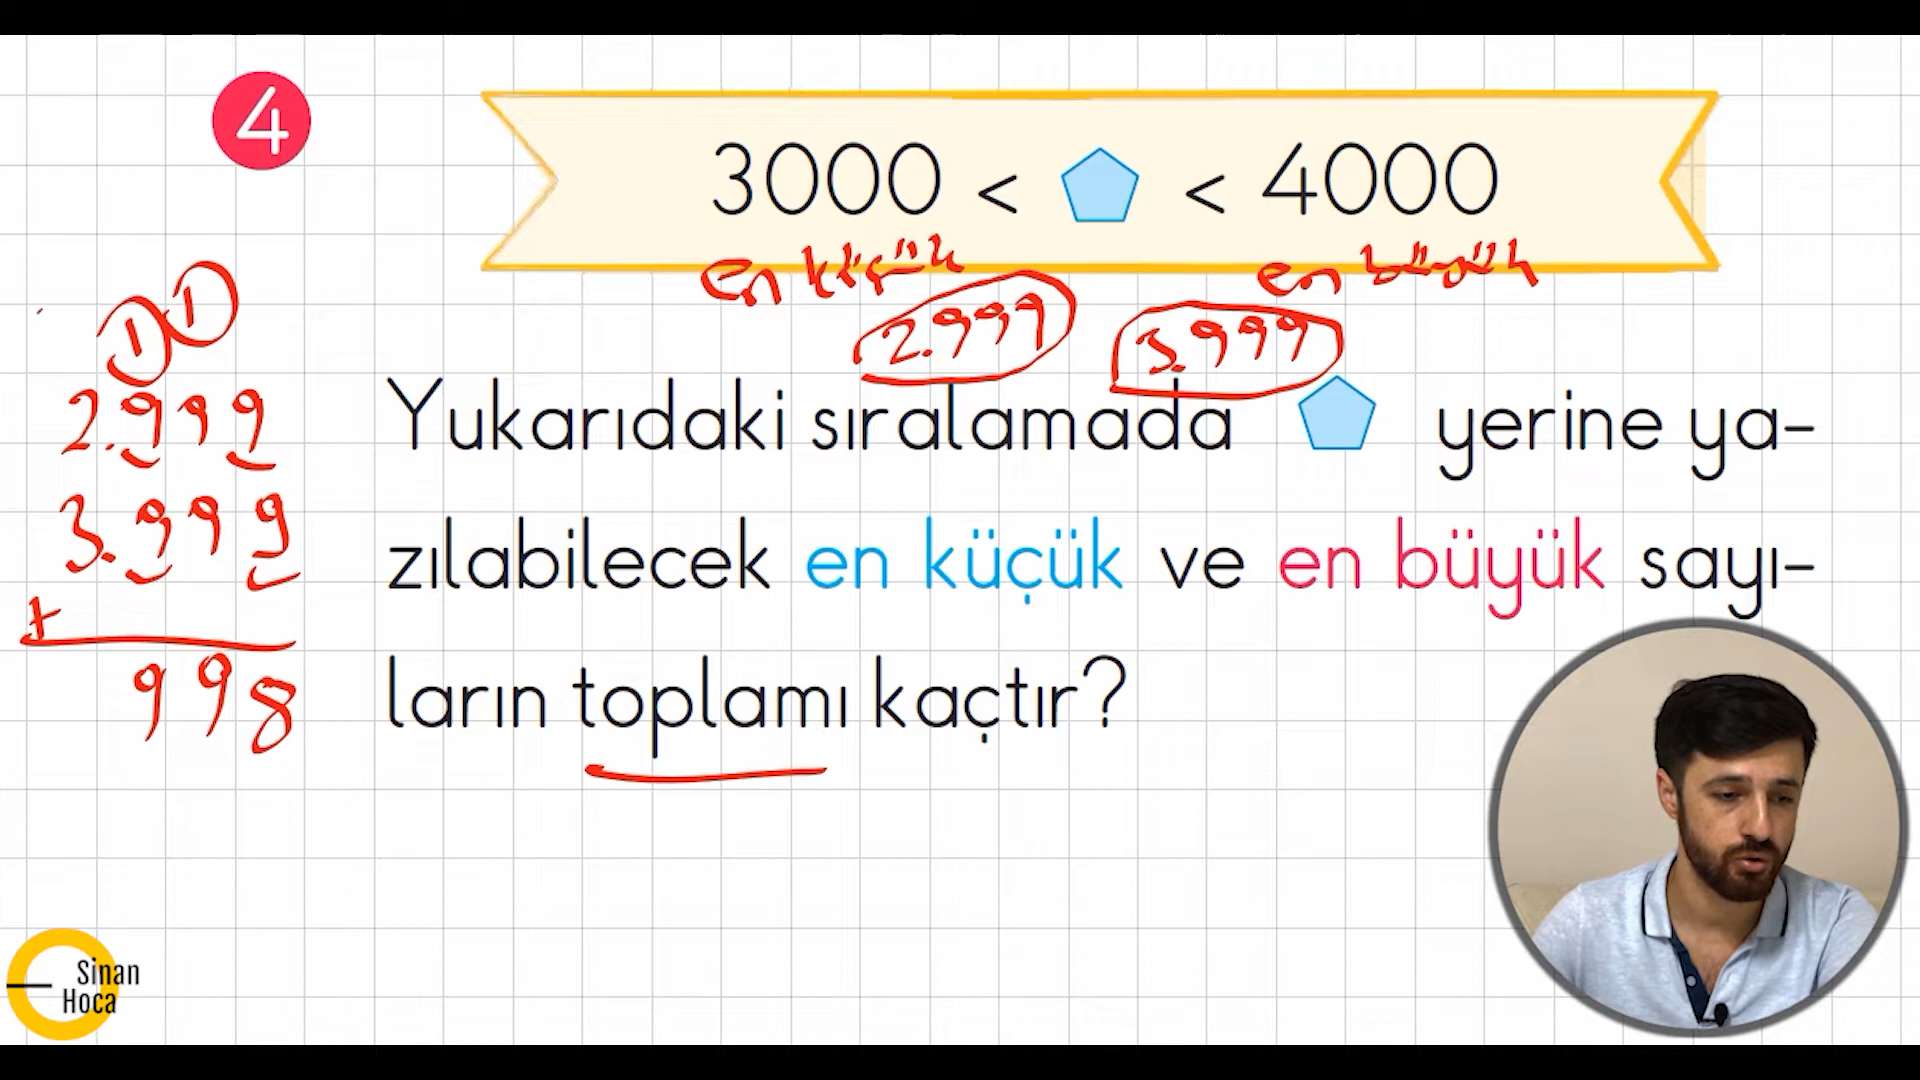 4
3000 < ⬠ < 4000
en küçük en büyük
2.999 3.999
1 1
2.999
3.999
+
998
Yukarıdaki sıralamada ⬠ yerine ya-
zılabilecek en küçük ve en büyük sayı-
ların toplamı kaçtır?
Sinan
Hoca